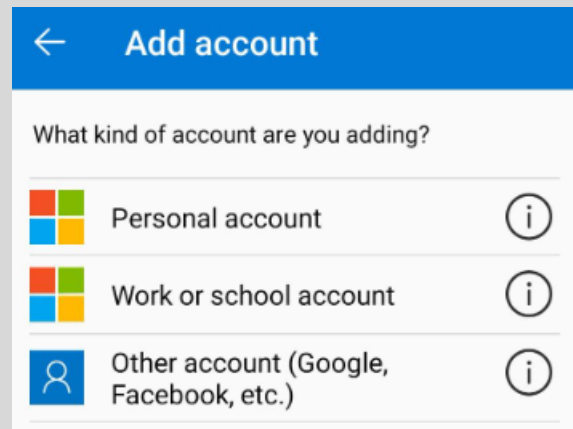 Add account
What kind of account are you adding?
Personal account
Work or school account
Other account (Google,
Facebook, etc.)